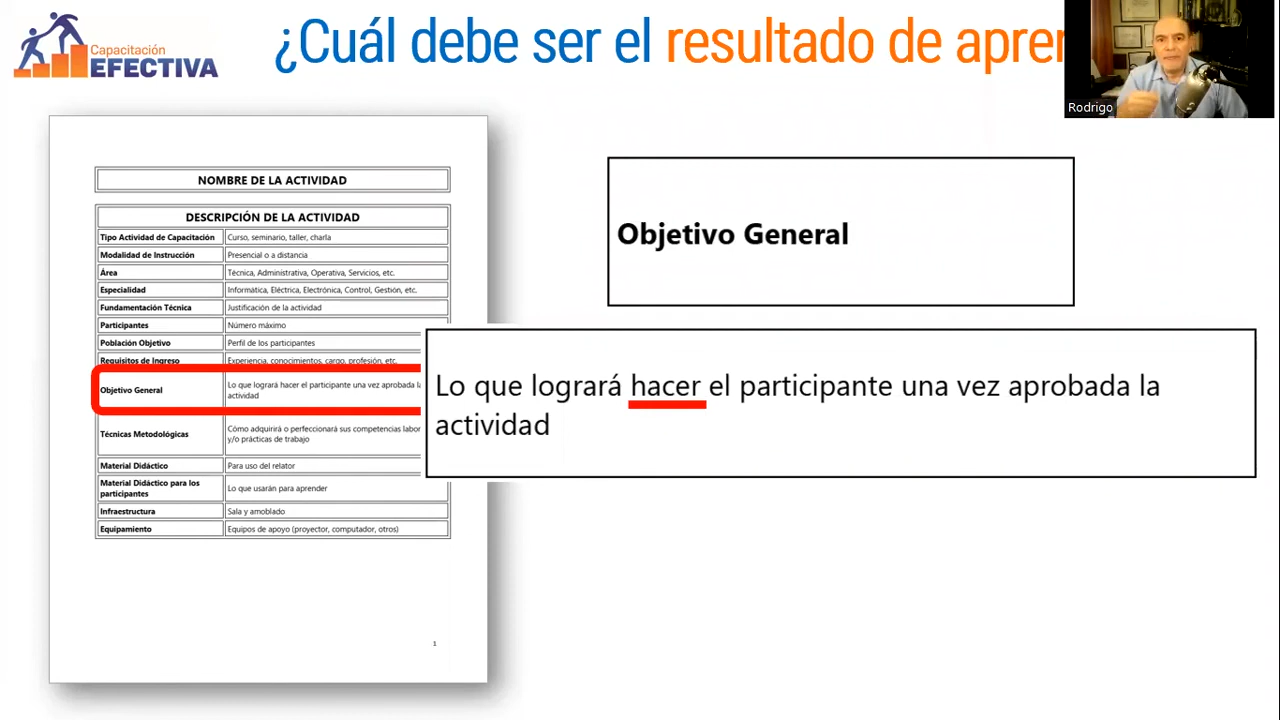 Capacitación
EFECTIVA
¿Cuál debe ser el resultado de apren
Rodrigo
NOMBRE DE LA ACTIVIDAD
DESCRIPCIÓN DE LA ACTIVIDAD
Tipo Actividad de Capacitación Curso, seminario, taller, charla
Modalidad de Instrucción Presencial o a distancia
Área Técnica, Administrativa, Operativa, Servicios, etc.
Especialidad Informática, Eléctrica, Electrónica, Control, Gestión, etc.
Fundamentación Técnica Justificación de la actividad
Participantes Número máximo
Población Objetivo Perfil de los participantes
Requisitos de Ingreso Experiencia, conocimientos, cargo, profesión, etc.
Objetivo General Lo que logrará hacer el participante una vez aprobada la
actividad
Técnicas Metodológicas Cómo adquirirá o perfeccionará sus competencias labor
y/o prácticas de trabajo
Material Didáctico Para uso del relator
Material Didáctico para los
participantes Lo que usarán para aprender
Infraestructura Sala y amoblado
Equipamiento Equipos de apoyo (proyector, computador, otros)
1
Objetivo General
Lo que logrará hacer el participante una vez aprobada la
actividad